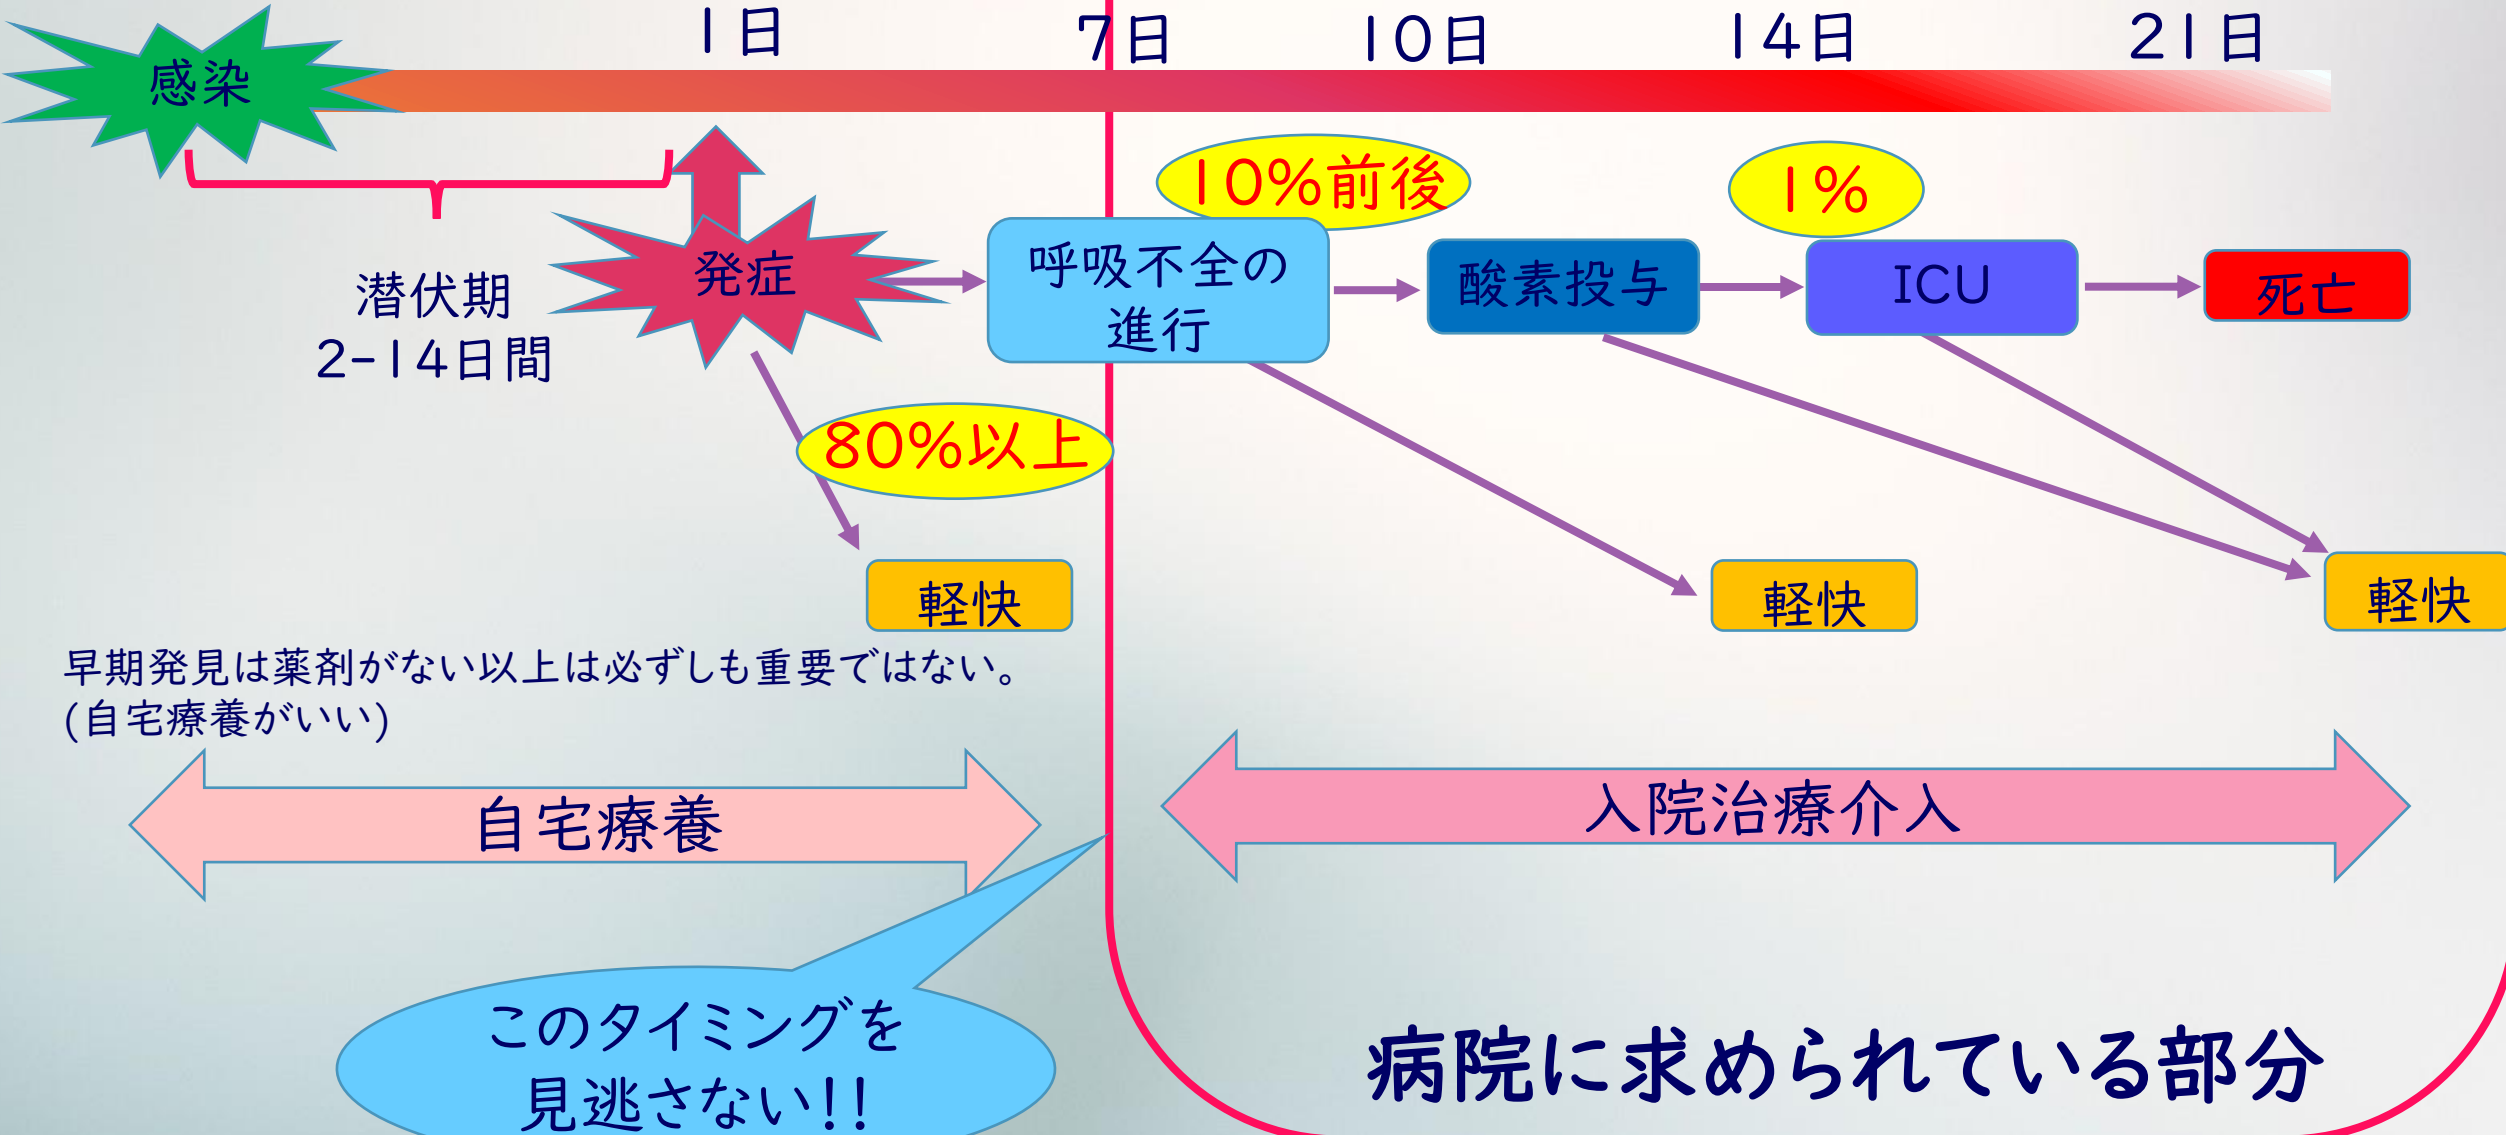 1日
7日
10日
14日
21日
感染
10%前後
1%
発症
呼吸不全の
進行
酸素投与
ICU
死亡
潜伏期
2-14日間
80%以上
軽快
軽快
軽快
早期発見は薬剤がない以上は必ずしも重要ではない。
(自宅療養がいい)
自宅療養
入院治療介入
このタイミングを
見逃さない!!
病院に求められている部分